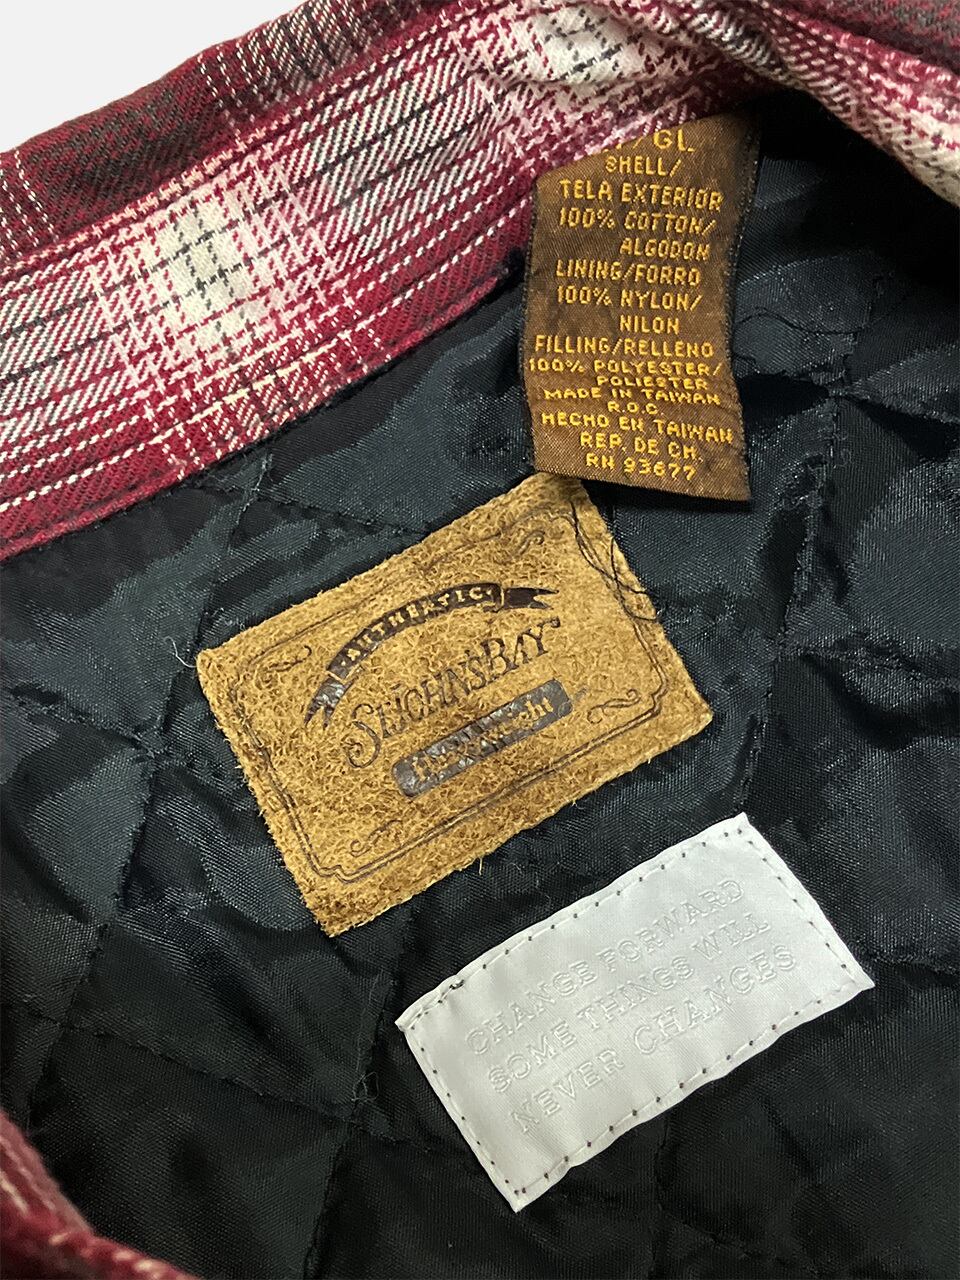 /GL
SHELL/
TELA EXTERIOR
100% COTTON/
ALGODON
LINING/FORRO
100% NYLON/
NILON
FILLING/RELLENO
100% POLYESTER/
POLIESTER
MADE IN TAIWAN
R.O.C.
HECHO EN TAIWAN
REP. DE CH.
RN 93677
·AUTHENTIC·
ST. JOHN'S BAY
CHANGE FORWARD
SOME THINGS WILL
NEVER CHANGES